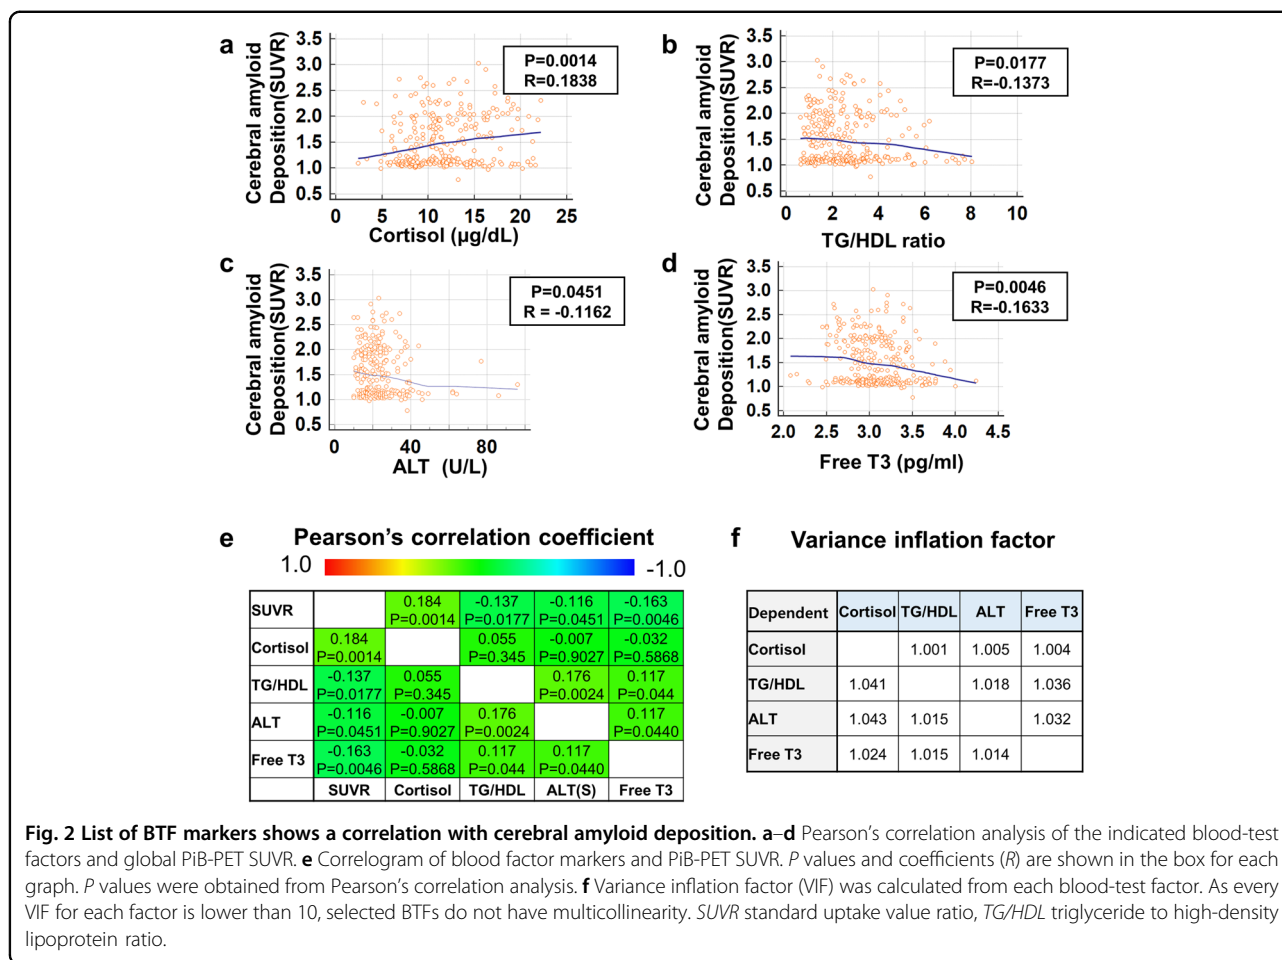 a
Cerebral amyloid
Deposition(SUVR)
3.5
3.0
2.5
2.0
1.5
1.0
0.5
P=0.0014
R=0.1838
0 5 10 15 20 25
Cortisol (µg/dL)
b
Cerebral amyloid
Deposition(SUVR)
3.5
3.0
2.5
2.0
1.5
1.0
0.5
P=0.0177
R=-0.1373
0 2 4 6 8 10
TG/HDL ratio
c
Cerebral amyloid
Deposition(SUVR)
3.5
3.0
2.5
2.0
1.5
1.0
0.5
P=0.0451
R = -0.1162
0 40 80
ALT (U/L)
d
Cerebral amyloid
Deposition(SUVR)
3.5
3.0
2.5
2.0
1.5
1.0
0.5
P=0.0046
R=-0.1633
2.0 2.5 3.0 3.5 4.0 4.5
Free T3 (pg/ml)
e Pearson's correlation coefficient
1.0 -1.0
SUVR 0.184 -0.137 -0.116 -0.163
P=0.0014 P=0.0177 P=0.0451 P=0.0046
Cortisol 0.184 0.055 -0.007 -0.032
P=0.0014 P=0.345 P=0.9027 P=0.5868
TG/HDL -0.137 0.055 0.176 0.117
P=0.0177 P=0.345 P=0.0024 P=0.044
ALT -0.116 -0.007 0.176 0.117
P=0.0451 P=0.9027 P=0.0024 P=0.0440
Free T3 -0.163 -0.032 0.117 0.117
P=0.0046 P=0.5868 P=0.044 P=0.0440
SUVR Cortisol TG/HDL ALT(S) Free T3
f Variance inflation factor
Dependent Cortisol TG/HDL ALT Free T3
Cortisol 1.001 1.005 1.004
TG/HDL 1.041 1.018 1.036
ALT 1.043 1.015 1.032
Free T3 1.024 1.015 1.014
Fig. 2 List of BTF markers shows a correlation with cerebral amyloid deposition. a–d Pearson's correlation analysis of the indicated blood-test
factors and global PiB-PET SUVR. e Correlogram of blood factor markers and PiB-PET SUVR. P values and coefficients (R) are shown in the box for each
graph. P values were obtained from Pearson's correlation analysis. f Variance inflation factor (VIF) was calculated from each blood-test factor. As every
VIF for each factor is lower than 10, selected BTFs do not have multicollinearity. SUVR standard uptake value ratio, TG/HDL triglyceride to high-density
lipoprotein ratio.